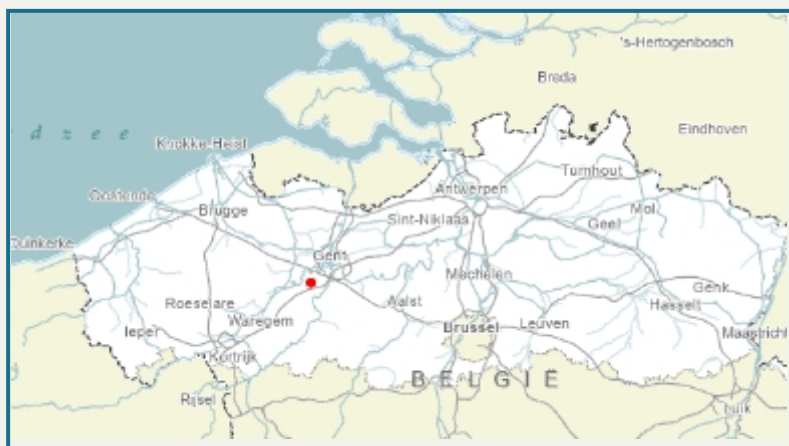 's-Hertogenbosch
Breda
Eindhoven
d z e e
Knokke-Heist
Turnhout
Antwerpen
Oostende
Brugge
Mol
Sint-Niklaas
Geel
Duinkerke
Gent
Mechelen
Genk
Roeselare
Aalst
Hasselt
Waregem
Ieper
Brussel
Leuven
Maastricht
Kortrijk
BELGIË
Rijsel
Luik